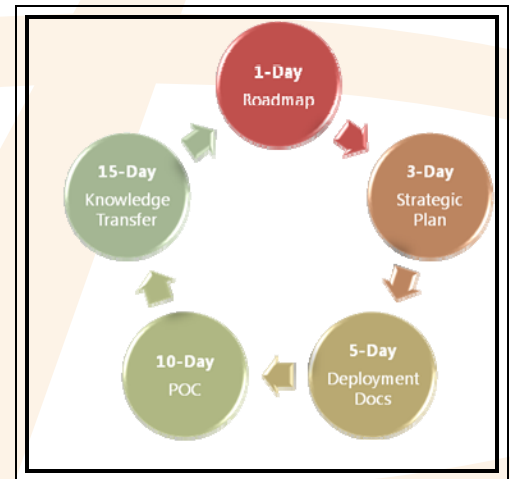 1-Day
Roadmap
3-Day
Strategic
Plan
5-Day
Deployment
Docs
10-Day
POC
15-Day
Knowledge
Transfer